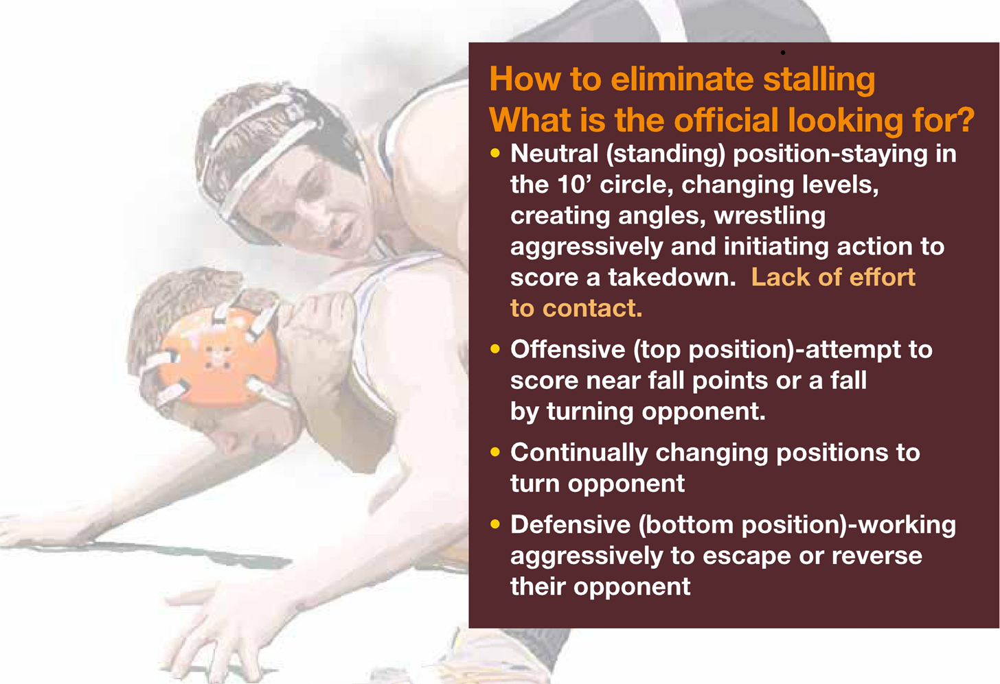 How to eliminate stalling
What is the official looking for?
• Neutral (standing) position-staying in
the 10’ circle, changing levels,
creating angles, wrestling
aggressively and initiating action to
score a takedown.  Lack of effort
to contact.
• Offensive (top position)-attempt to
score near fall points or a fall
by turning opponent.
• Continually changing positions to
turn opponent
• Defensive (bottom position)-working
aggressively to escape or reverse
their opponent